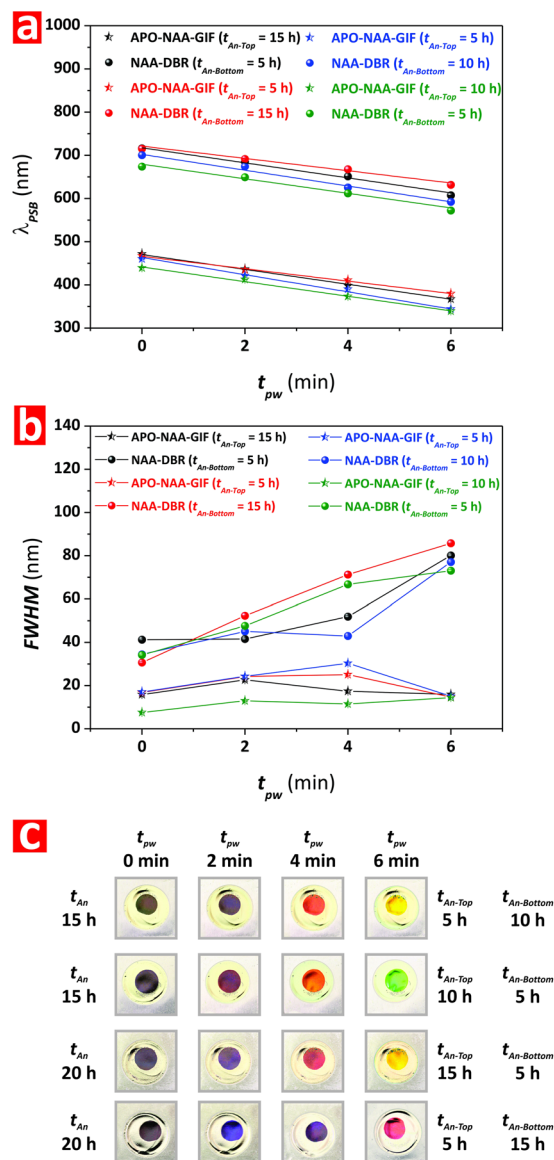 a
1000
900
800
700
600
500
400
300
λPSB (nm)
APO-NAA-GIF (tAn-Top = 15 h)
NAA-DBR (tAn-Bottom = 5 h)
APO-NAA-GIF (tAn-Top = 5 h)
NAA-DBR (tAn-Bottom = 15 h)
APO-NAA-GIF (tAn-Top = 5 h)
NAA-DBR (tAn-Bottom = 10 h)
APO-NAA-GIF (tAn-Top = 10 h)
NAA-DBR (tAn-Bottom = 5 h)
0 2 4 6
tpw (min)
b
140
120
100
80
60
40
20
0
FWHM (nm)
APO-NAA-GIF (tAn-Top = 15 h)
NAA-DBR (tAn-Bottom = 5 h)
APO-NAA-GIF (tAn-Top = 5 h)
NAA-DBR (tAn-Bottom = 15 h)
APO-NAA-GIF (tAn-Top = 5 h)
NAA-DBR (tAn-Bottom = 10 h)
APO-NAA-GIF (tAn-Top = 10 h)
NAA-DBR (tAn-Bottom = 5 h)
0 2 4 6
tpw (min)
c
tpw tpw tpw tpw
0 min 2 min 4 min 6 min
tAn tAn-Top tAn-Bottom
15 h 5 h 10 h
tAn tAn-Top tAn-Bottom
15 h 10 h 5 h
tAn tAn-Top tAn-Bottom
20 h 15 h 5 h
tAn tAn-Top tAn-Bottom
20 h 5 h 15 h